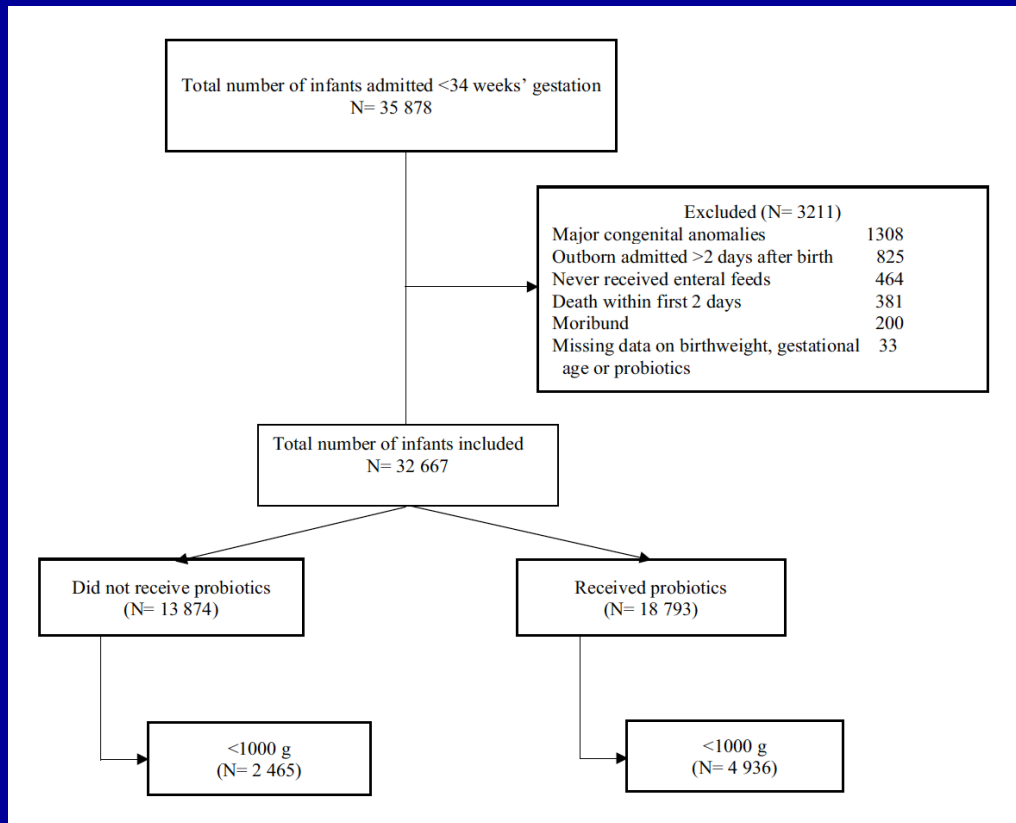 Total number of infants admitted <34 weeks’ gestation
N= 35 878
Excluded (N= 3211)
Major congenital anomalies 1308
Outborn admitted >2 days after birth 825
Never received enteral feeds 464
Death within first 2 days 381
Moribund 200
Missing data on birthweight, gestational 33
age or probiotics
Total number of infants included
N= 32 667
Did not receive probiotics
(N= 13 874)
Received probiotics
(N= 18 793)
<1000 g
(N= 2 465)
<1000 g
(N= 4 936)